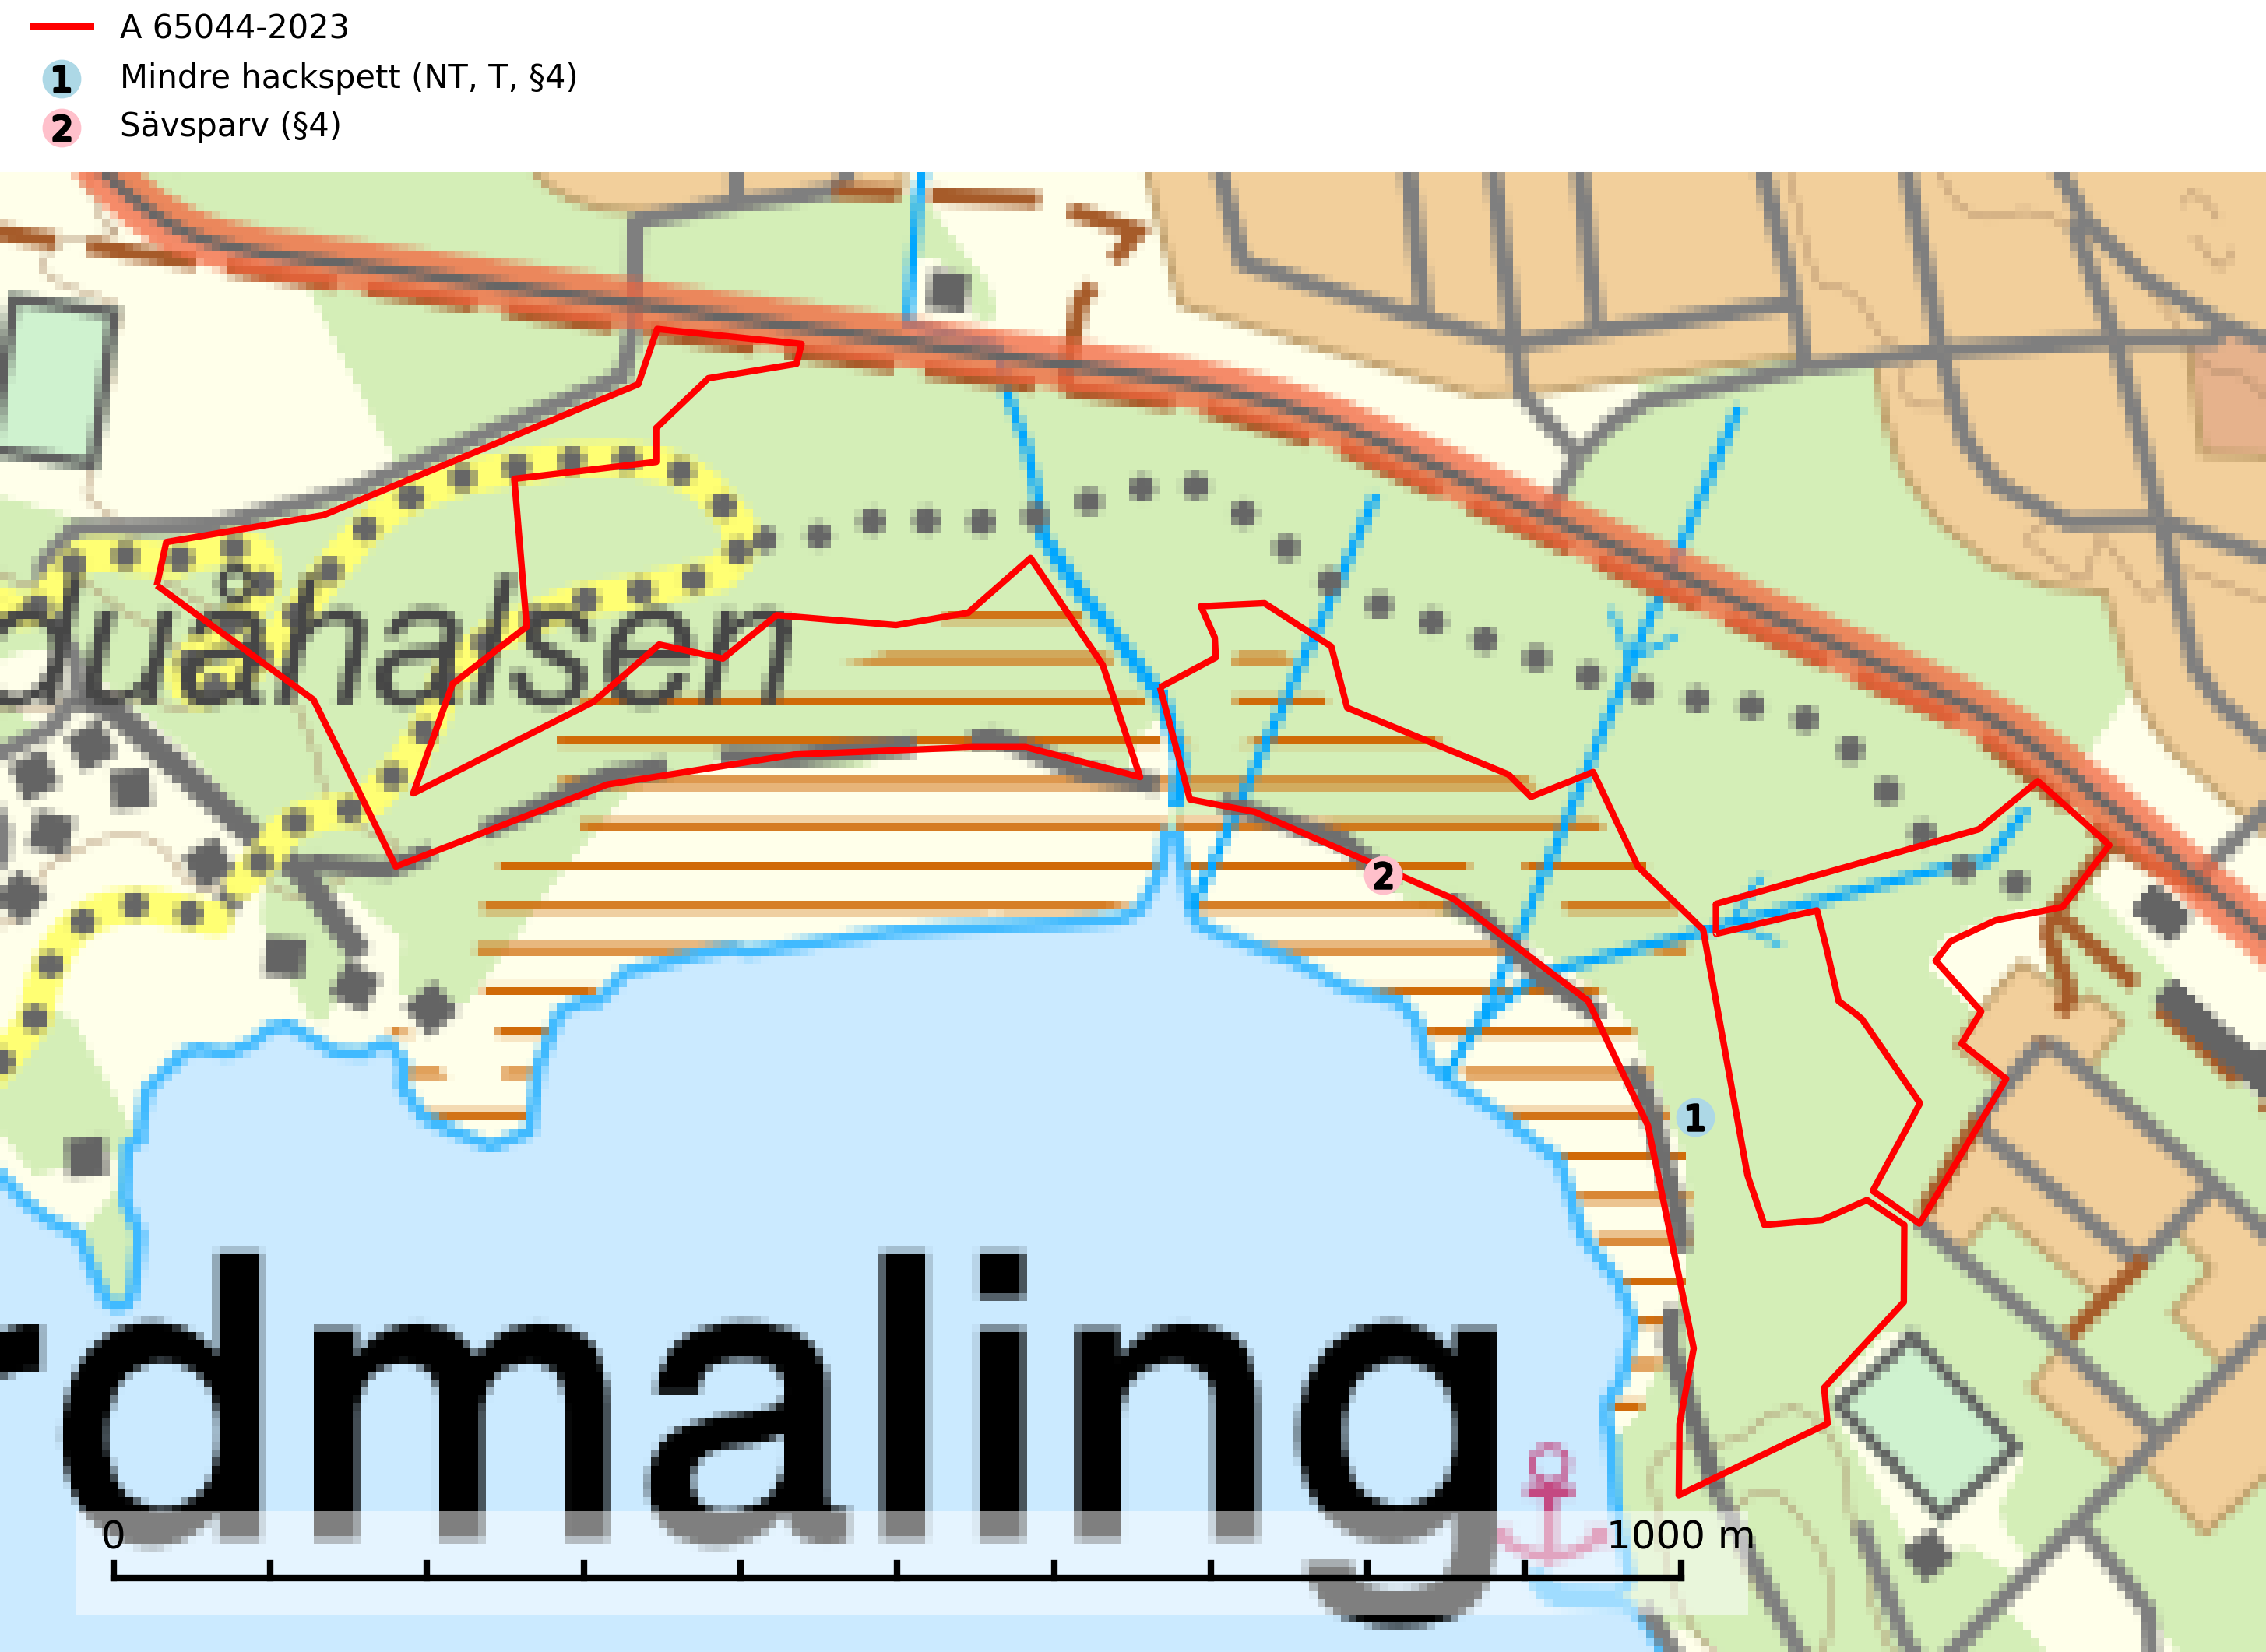 A 65044-2023
1 Mindre hackspett (NT, T, §4)
2 Sävsparv (§4)
duåhalsen
2
1
rdmaling
0 1000 m